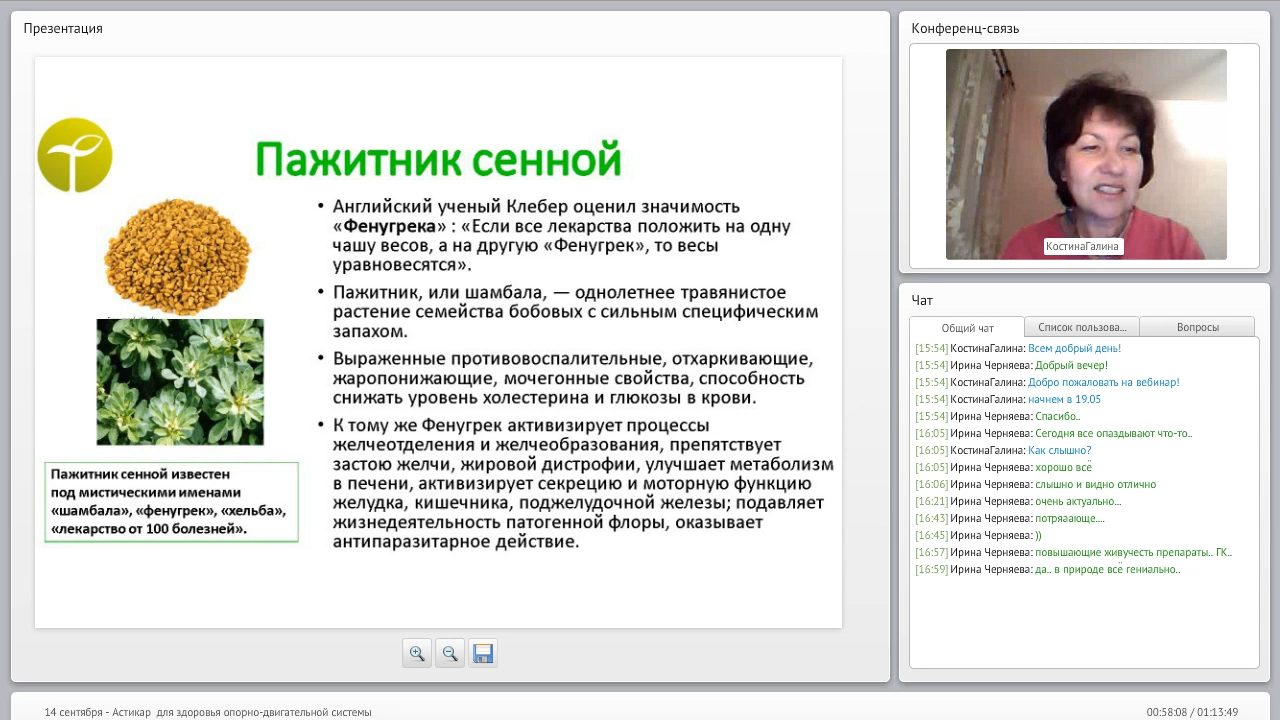 Презентация
Пажитник сенной
• Английский ученый Клебер оценил значимость
«Фенугрека» : «Если все лекарства положить на одну
чашу весов, а на другую «Фенугрек», то весы
уравновесятся».
• Пажитник, или шамбала, — однолетнее травянистое
растение семейства бобовых с сильным специфическим
запахом.
• Выраженные противовоспалительные, отхаркивающие,
жаропонижающие, мочегонные свойства, способность
снижать уровень холестерина и глюкозы в крови.
• К тому же Фенугрек активизирует процессы
желчеотделения и желчеобразования, препятствует
застою желчи, жировой дистрофии, улучшает метаболизм
в печени, активизирует секрецию и моторную функцию
желудка, кишечника, поджелудочной железы; подавляет
жизнедеятельность патогенной флоры, оказывает
антипаразитарное действие.
Пажитник сенной известен
под мистическими именами
«шамбала», «фенугрек», «хельба»,
«лекарство от 100 болезней».
Конференц-связь
КостинаГалина
Чат
Общий чат
Список пользова...
Вопросы
[15:54] КостинаГалина: Всем добрый день!
[15:54] Ирина Черняева: Добрый вечер!
[15:54] КостинаГалина: Добро пожаловать на вебинар!
[15:54] КостинаГалина: начнем в 19.05
[15:54] Ирина Черняева: Спасибо..
[16:05] Ирина Черняева: Сегодня все опаздывают что-то..
[16:05] КостинаГалина: Как слышно?
[16:05] Ирина Черняева: хорошо всё
[16:06] Ирина Черняева: слышно и видно отлично
[16:21] Ирина Черняева: очень актуально...
[16:43] Ирина Черняева: потряаающе....
[16:45] Ирина Черняева: ))
[16:57] Ирина Черняева: повышающие живучесть препараты.. ГК..
[16:59] Ирина Черняева: да.. в природе всё гениально..
14 сентября - Астикар для здоровья опорно-двигательной системы
00:58:08 / 01:13:49